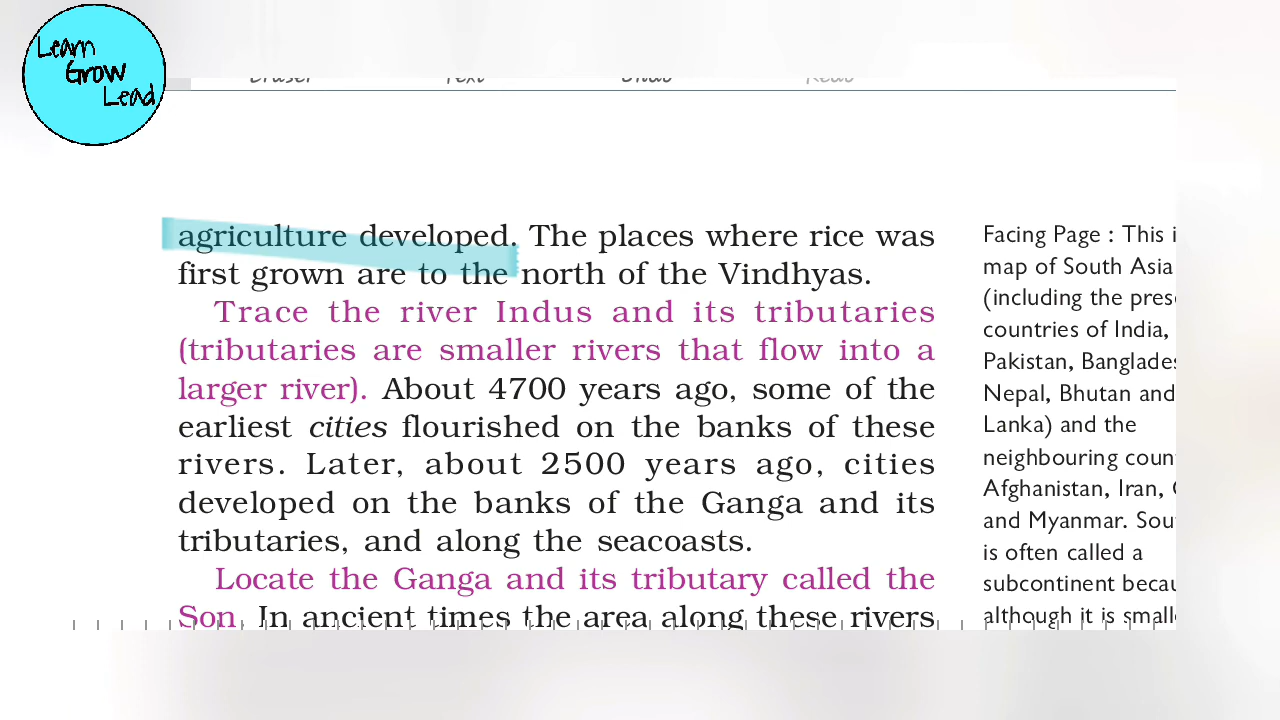 Learn
Grow
Lead
Eraser Text Undo Read
agriculture developed. The places where rice was
first grown are to the north of the Vindhyas.
Trace the river Indus and its tributaries
(tributaries are smaller rivers that flow into a
larger river). About 4700 years ago, some of the
earliest cities flourished on the banks of these
rivers. Later, about 2500 years ago, cities
developed on the banks of the Ganga and its
tributaries, and along the seacoasts.
Locate the Ganga and its tributary called the
Son. In ancient times the area along these rivers
Facing Page : This i
map of South Asia
(including the prese
countries of India,
Pakistan, Banglades
Nepal, Bhutan and
Lanka) and the
neighbouring coun
Afghanistan, Iran,
and Myanmar. Sou
is often called a
subcontinent becau
although it is small